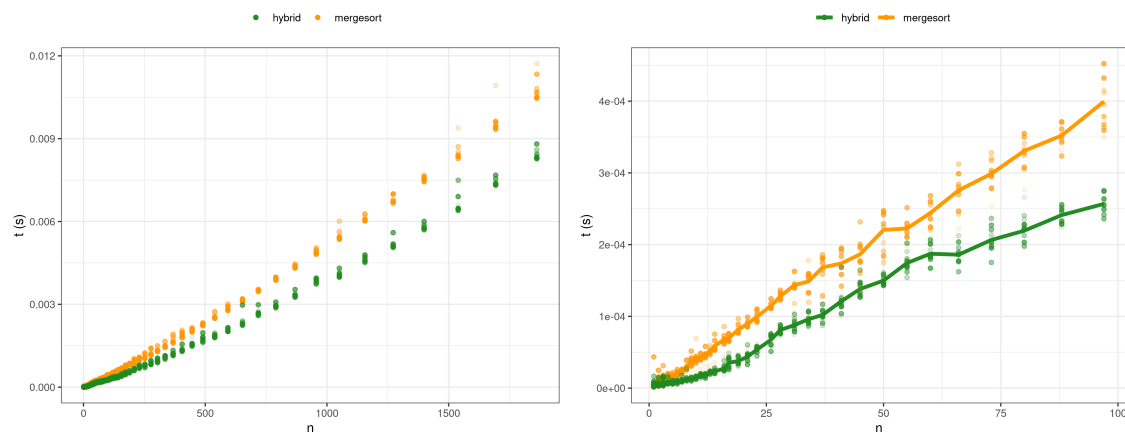 hybrid mergesort
0.012
0.009
0.006
0.003
0.000
t (s)
0 500 1000 1500
n
hybrid mergesort
4e-04
3e-04
2e-04
1e-04
0e+00
t (s)
0 25 50 75 100
n